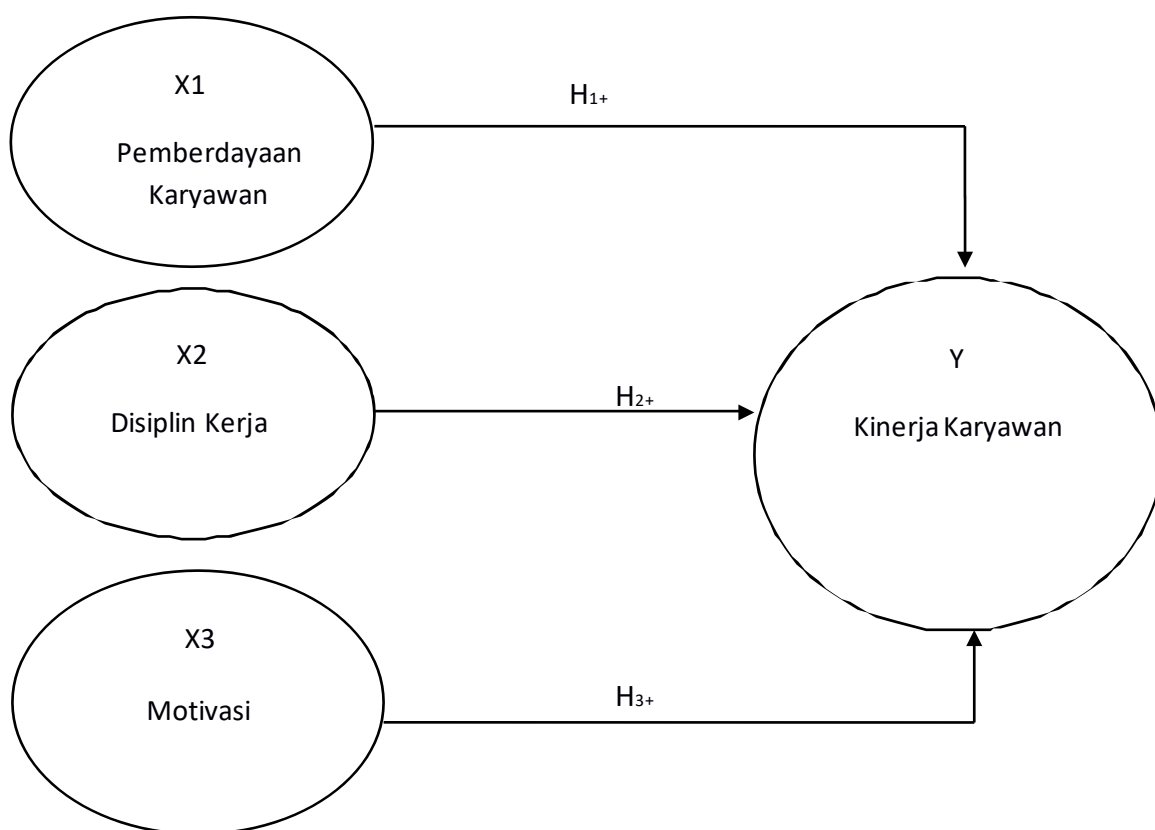 X1
Pemberdayaan
Karyawan
H1+
X2
Disiplin Kerja
H2+
Y
Kinerja Karyawan
X3
Motivasi
H3+